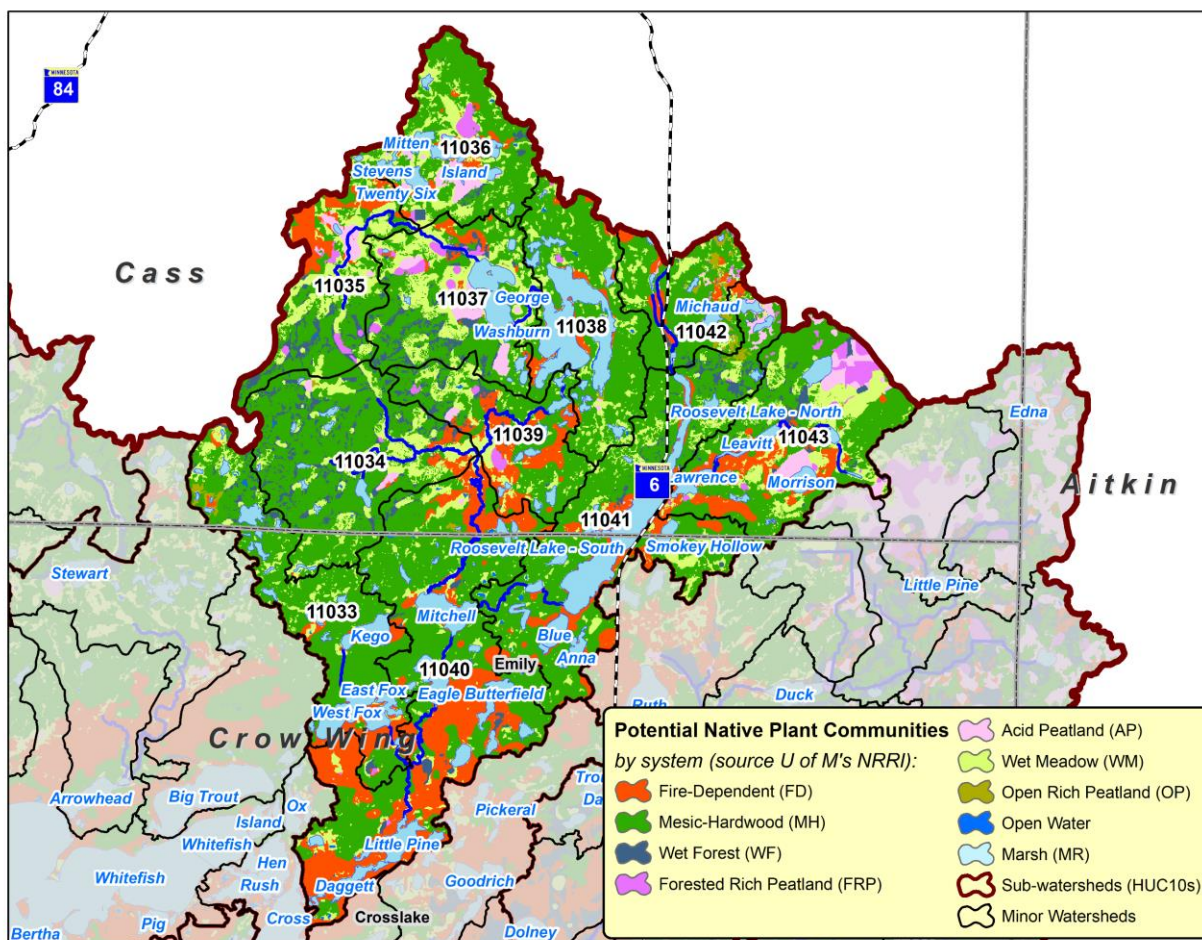 MINNESOTA
84
Mitten
11036
Stevens
Island
Twenty Six
Cass
11035
11037
George
Washburn
11038
Michaud
11042
Roosevelt Lake - North
Edna
11039
Leavitt
11043
11034
MINNESOTA
6
Lawrence
Morrison
Aitkin
11041
Roosevelt Lake - South
Smokey Hollow
Stewart
Little Pine
11033
Mitchell
Kego
Blue
Anna
11040
Emily
East Fox
Eagle Butterfield
West Fox
Duck
Ruth
Crow Wing
Arrowhead
Big Trout
Ox
Island
Whitefish
Pickeral
Little Pine
Hen
Whitefish
Rush
Daggett
Goodrich
Cross
Crosslake
Pig
Bertha
Dolney
Potential Native Plant Communities
by system (source U of M's NRRI):
Fire-Dependent (FD)
Mesic-Hardwood (MH)
Wet Forest (WF)
Forested Rich Peatland (FRP)
Acid Peatland (AP)
Wet Meadow (WM)
Open Rich Peatland (OP)
Open Water
Marsh (MR)
Sub-watersheds (HUC10s)
Minor Watersheds